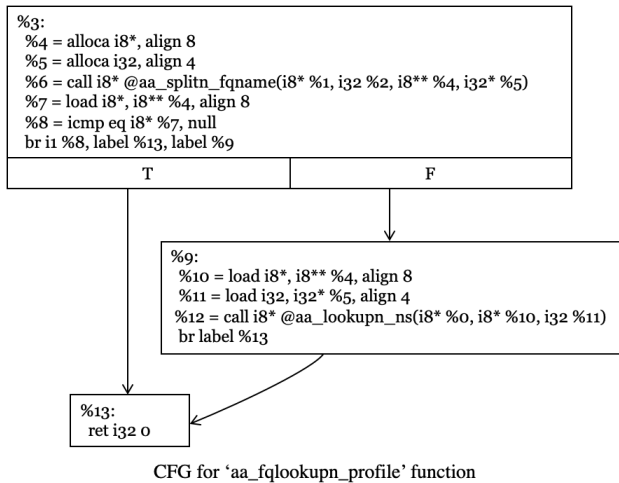 %3:
%4 = alloca i8*, align 8
%5 = alloca i32, align 4
%6 = call i8* @aa_splitn_fqname(i8* %1, i32 %2, i8** %4, i32* %5)
%7 = load i8*, i8** %4, align 8
%8 = icmp eq i8* %7, null
br i1 %8, label %13, label %9
T F
%9:
%10 = load i8*, i8** %4, align 8
%11 = load i32, i32* %5, align 4
%12 = call i8* @aa_lookupn_ns(i8* %0, i8* %10, i32 %11)
br label %13
%13:
ret i32 0
CFG for ‘aa_fqlookupn_profile’ function